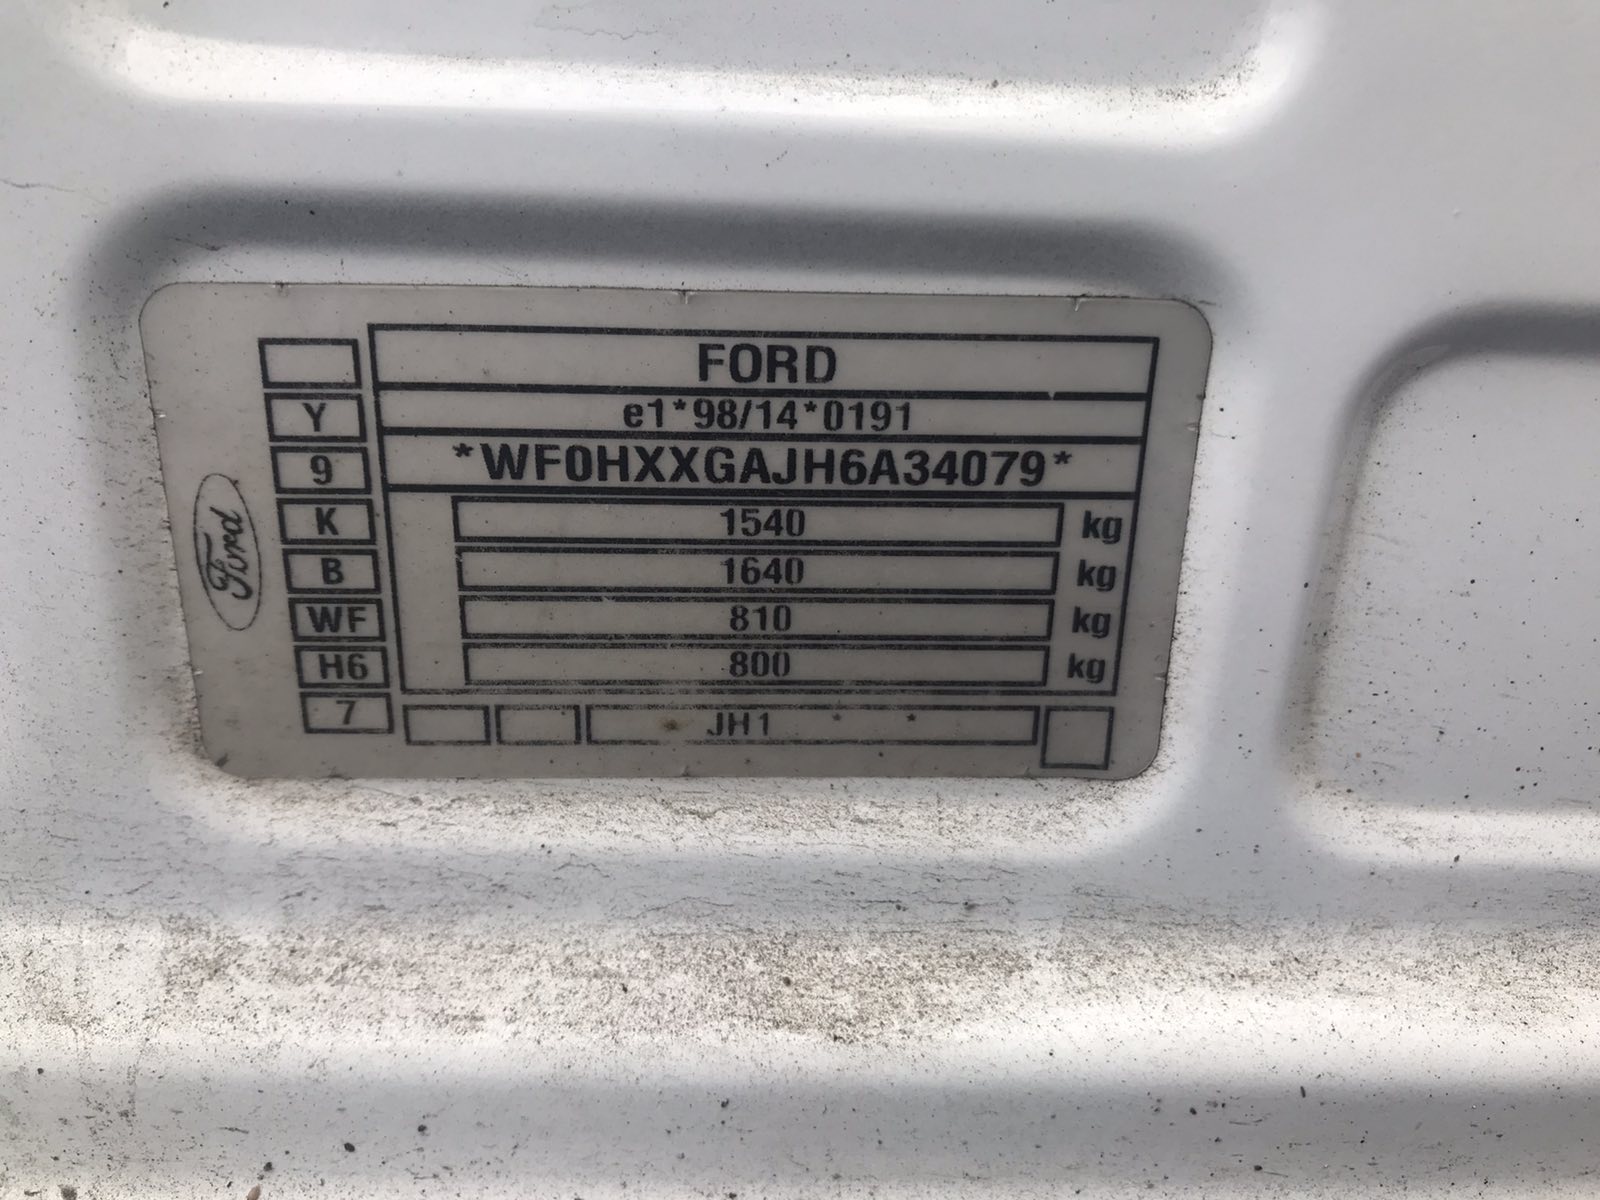 FORD
Y
e1*98/14*0191
9
*WF0HXXGAJH6A34079*
K
1540 kg
B
1640 kg
WF
810 kg
H6
800 kg
7
JH1 * *
Ford